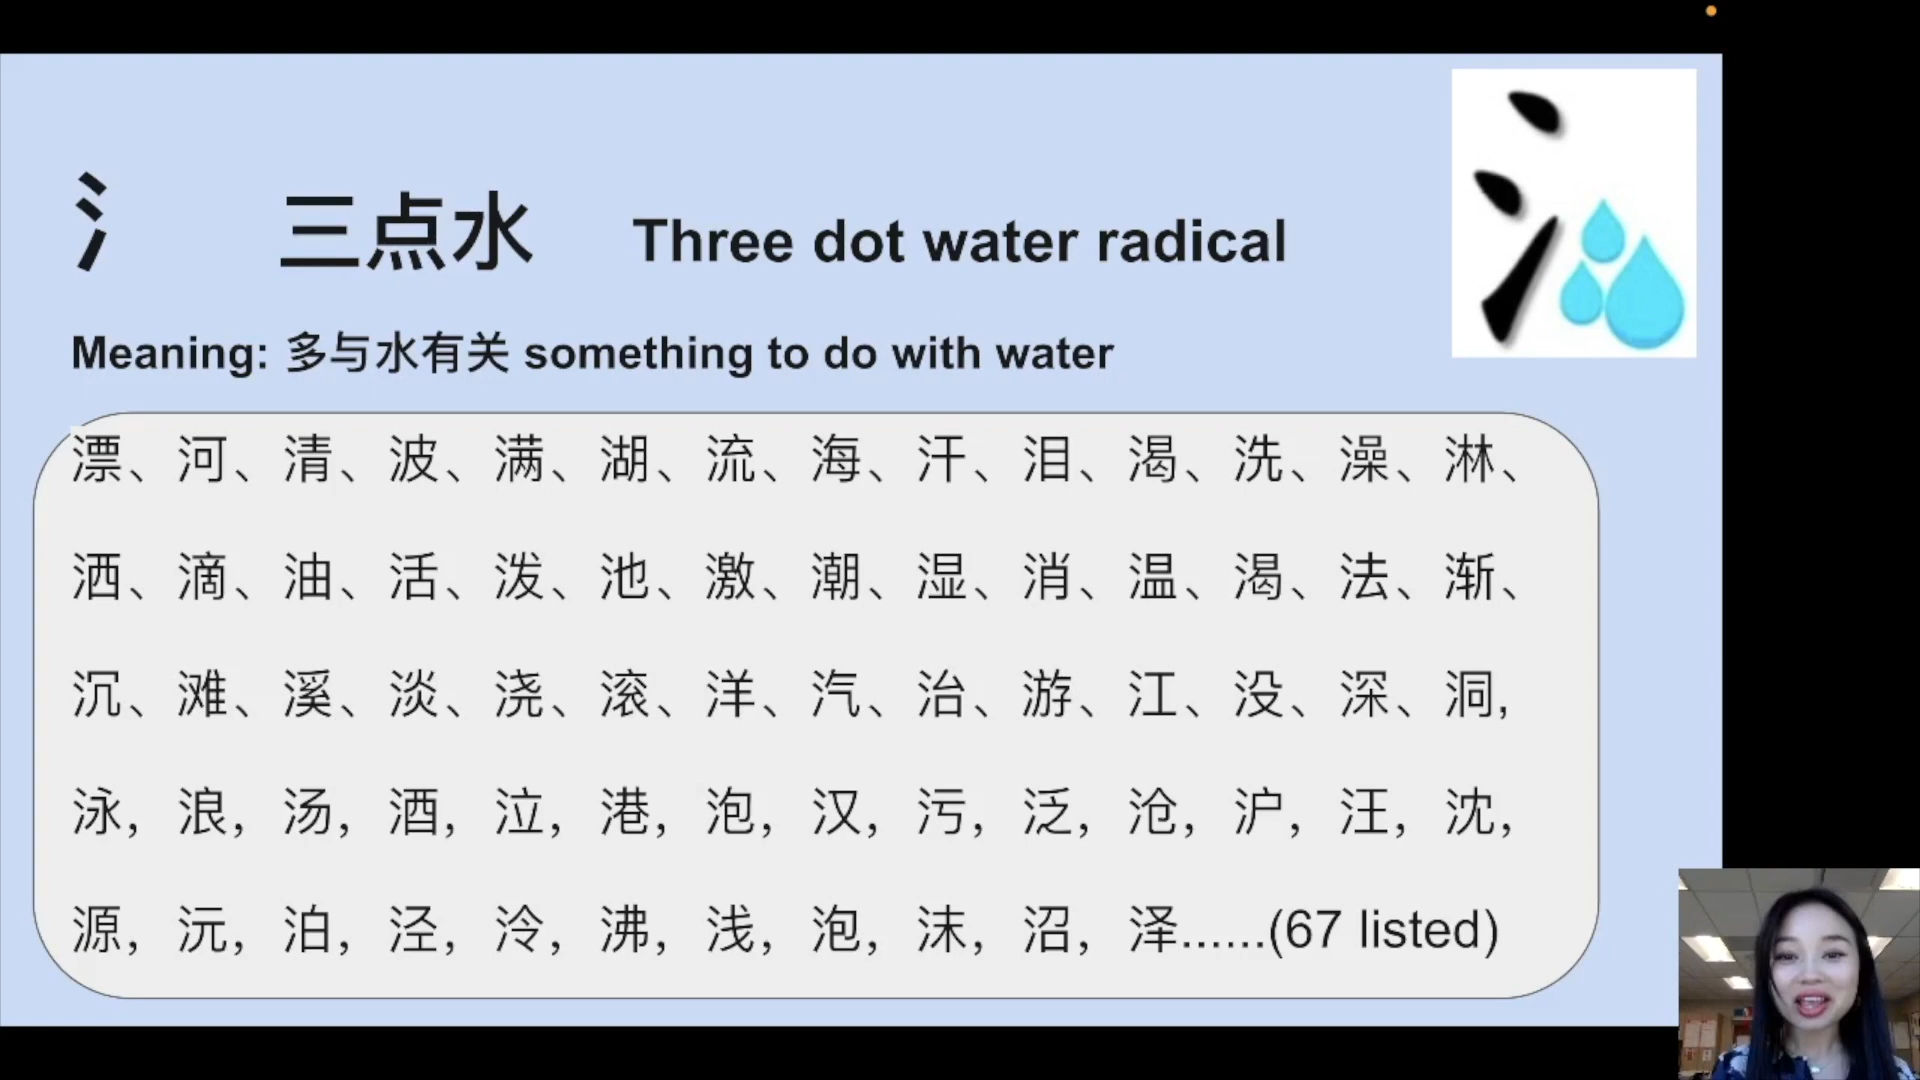 氵 三点水 Three dot water radical
Meaning: 多与水有关 something to do with water
漂、河、清、波、满、湖、流、海、汗、泪、渴、洗、澡、淋、
洒、滴、油、活、泼、池、激、潮、湿、消、温、渴、法、渐、
沉、滩、溪、淡、浇、滚、洋、汽、治、游、江、没、深、洞,
泳，浪，汤，酒，泣，港，泡，汉，污，泛，沧，沪，汪，沈，
源，沅，泊，泾，泠，沸，浅，泡，沫，沼，泽......(67 listed)
氵